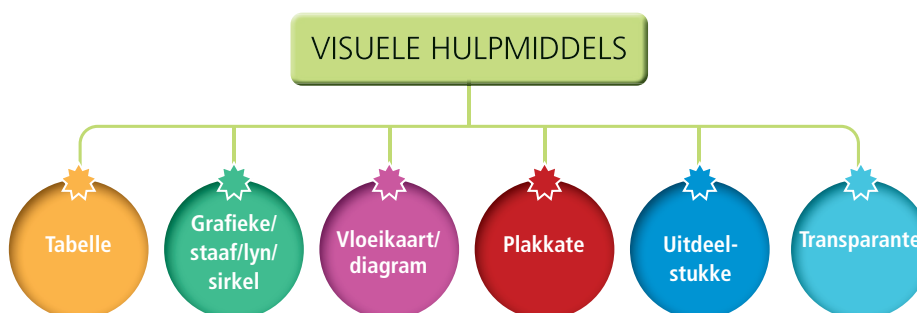 VISUELE HULPMIDDELS
Tabelle
Grafieke/
staaf/lyn/
sirkel
Vloeikaart/
diagram
Plakkate
Uitdeel-
stukke
Transparante